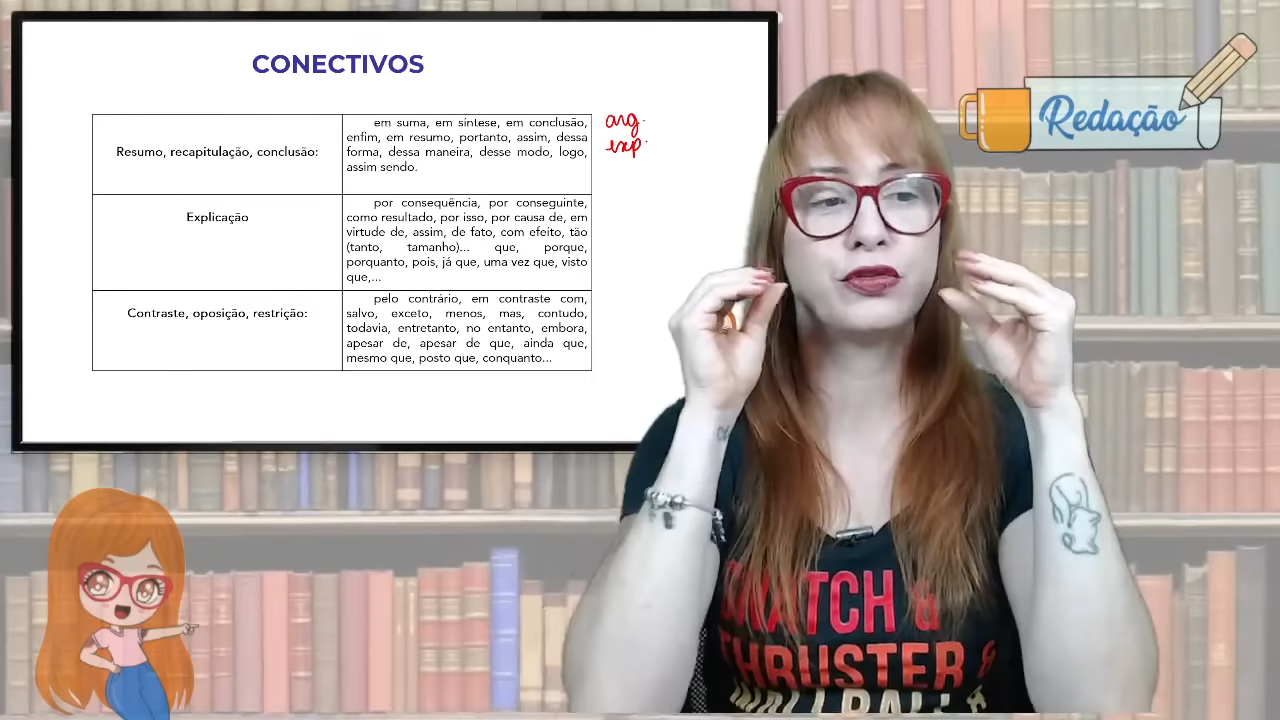 CONECTIVOS
Resumo, recapitulação, conclusão:
em suma, em síntese, em conclusão,
enfim, em resumo, portanto, assim, dessa
forma, dessa maneira, desse modo, logo,
assim sendo.
arg.
exp.
Explicação
por consequência, por conseguinte,
como resultado, por isso, por causa de, em
virtude de, assim, de fato, com efeito, tão
(tanto, tamanho)... que, porque,
porquanto, pois, já que, uma vez que, visto
que,...
Contraste, oposição, restrição:
pelo contrário, em contraste com,
salvo, exceto, menos, mas, contudo,
todavia, entretanto, no entanto, embora,
apesar de, apesar de que, ainda que,
mesmo que, posto que, conquanto...
Redação
THRUSTER &